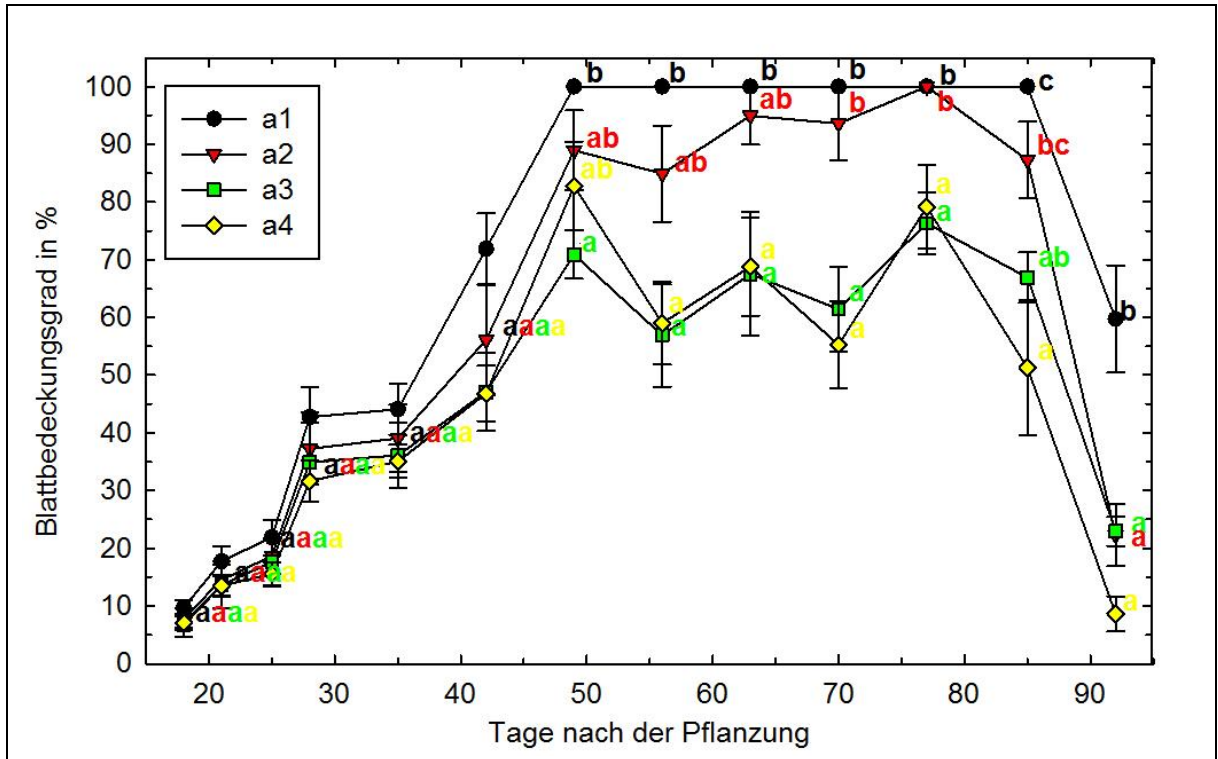 b b b b b c
100
ab b b
90
ab ab bc
80
ab a
a
70
a a ab
a a
60
aaaa a a a b
50
a
40
aaaa
30
aaaa
20
aaaa a
aaaa a
10
aaaa a
0
a1
a2
a3
a4
Blattbedeckungsgrad in %
20 30 40 50 60 70 80 90
Tage nach der Pflanzung